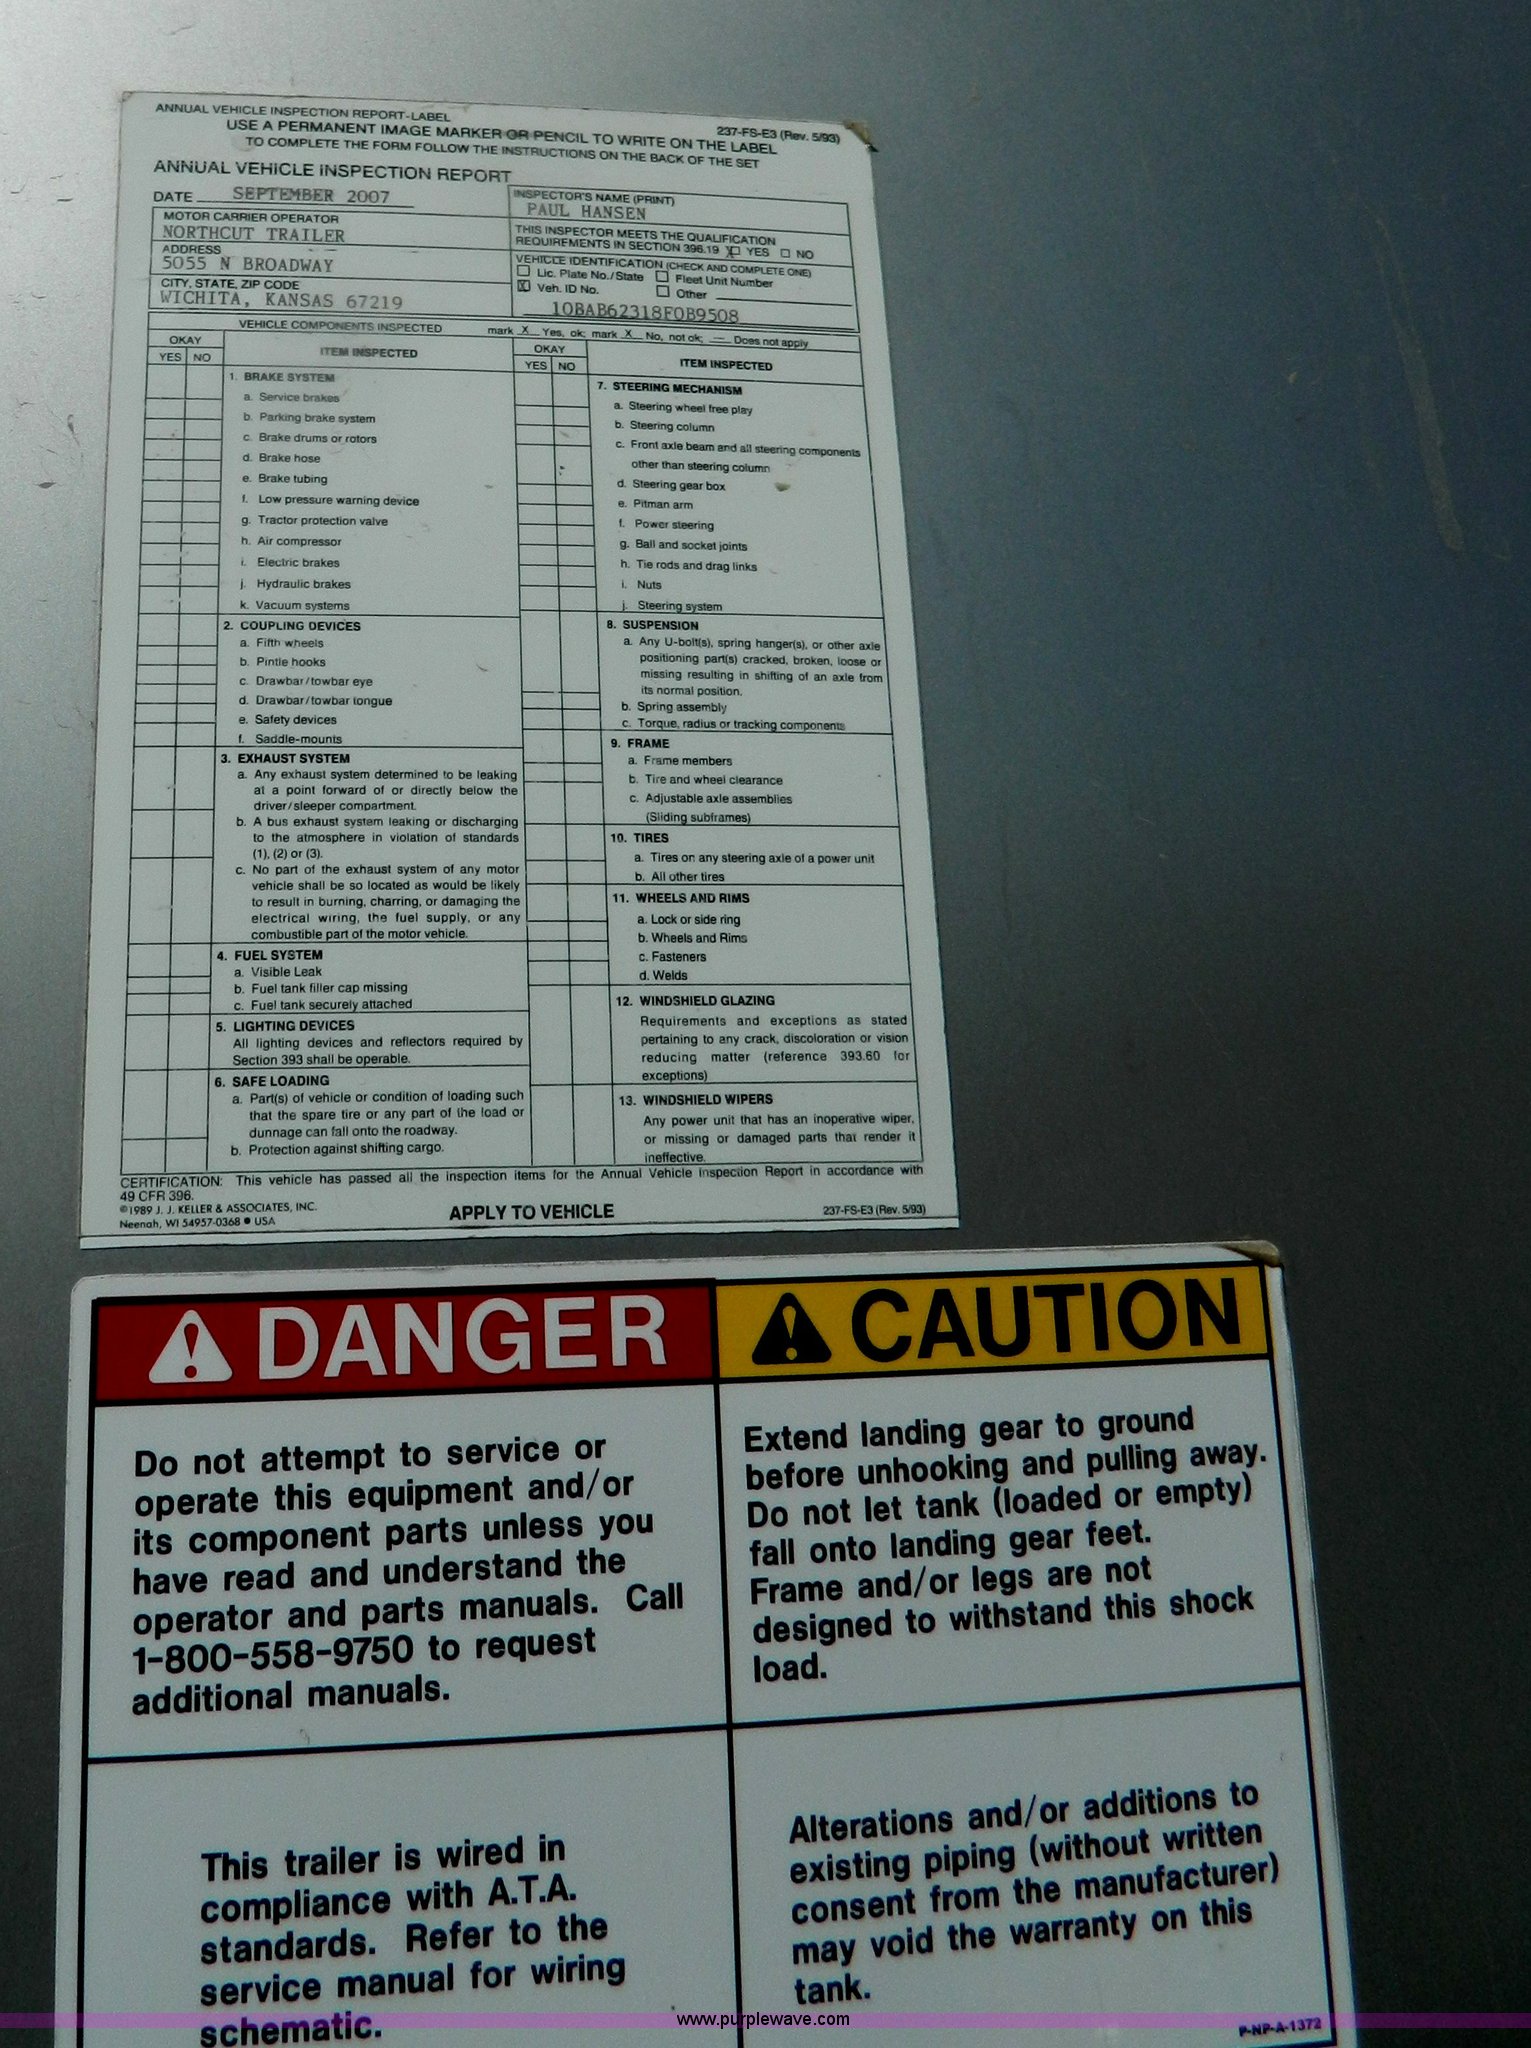 ANNUAL VEHICLE INSPECTION REPORT-LABEL
237-FS-E3 (Rev. 5/93)
USE A PERMANENT IMAGE MARKER OR PENCIL TO WRITE ON THE LABEL
TO COMPLETE THE FORM FOLLOW THE INSTRUCTIONS ON THE BACK OF THE SET
ANNUAL VEHICLE INSPECTION REPORT
DATE SEPTEMBER 2007
MOTOR CARRIER OPERATOR
NORTHCUT TRAILER
ADDRESS
5055 N BROADWAY
CITY, STATE, ZIP CODE
WICHITA, KANSAS 67219
INSPECTOR'S NAME (PRINT)
PAUL HANSEN
THIS INSPECTOR MEETS THE QUALIFICATION
REQUIREMENTS IN SECTION 396.19 X YES NO
VEHICLE IDENTIFICATION (CHECK AND COMPLETE ONE)
Lic. Plate No./State Fleet Unit Number
X Veh. ID No. Other
10BAB62318F0B9508
VEHICLE COMPONENTS INSPECTED mark X Yes, ok; mark X No, not ok; — Does not apply
OKAY
YES NO
ITEM INSPECTED
1. BRAKE SYSTEM
a. Service brakes
b. Parking brake system
c. Brake drums or rotors
d. Brake hose
e. Brake tubing
f. Low pressure warning device
g. Tractor protection valve
h. Air compressor
i. Electric brakes
j. Hydraulic brakes
k. Vacuum systems
2. COUPLING DEVICES
a. Fifth wheels
b. Pintle hooks
c. Drawbar/towbar eye
d. Drawbar/towbar tongue
e. Safety devices
f. Saddle-mounts
3. EXHAUST SYSTEM
a. Any exhaust system determined to be leaking
at a point forward of or directly below the
driver/sleeper compartment.
b. A bus exhaust system leaking or discharging
to the atmosphere in violation of standards
(1), (2) or (3).
c. No part of the exhaust system of any motor
vehicle shall be so located as would be likely
to result in burning, charring, or damaging the
electrical wiring, the fuel supply, or any
combustible part of the motor vehicle.
4. FUEL SYSTEM
a. Visible Leak
b. Fuel tank filler cap missing
c. Fuel tank securely attached
5. LIGHTING DEVICES
All lighting devices and reflectors required by
Section 393 shall be operable.
6. SAFE LOADING
a. Part(s) of vehicle or condition of loading such
that the spare tire or any part of the load or
dunnage can fall onto the roadway.
b. Protection against shifting cargo.
OKAY
YES NO
ITEM INSPECTED
7. STEERING MECHANISM
a. Steering wheel free play
b. Steering column
c. Front axle beam and all steering components
other than steering column
d. Steering gear box
e. Pitman arm
f. Power steering
g. Ball and socket joints
h. Tie rods and drag links
i. Nuts
j. Steering system
8. SUSPENSION
a. Any U-bolt(s), spring hanger(s), or other axle
positioning part(s) cracked, broken, loose or
missing resulting in shifting of an axle from
its normal position.
b. Spring assembly
c. Torque, radius or tracking components
9. FRAME
a. Frame members
b. Tire and wheel clearance
c. Adjustable axle assemblies
(Sliding subframes)
10. TIRES
a. Tires on any steering axle of a power unit
b. All other tires
11. WHEELS AND RIMS
a. Lock or side ring
b. Wheels and Rims
c. Fasteners
d. Welds
12. WINDSHIELD GLAZING
Requirements and exceptions as stated
pertaining to any crack, discoloration or vision
reducing matter (reference 393.60 for
exceptions)
13. WINDSHIELD WIPERS
Any power unit that has an inoperative wiper,
or missing or damaged parts that render it
ineffective.
CERTIFICATION: This vehicle has passed all the inspection items for the Annual Vehicle Inspection Report in accordance with
49 CFR 396.
©1989 J. J. KELLER & ASSOCIATES, INC.
Neenah, WI 54957-0368 • USA
APPLY TO VEHICLE
237-FS-E3 (Rev. 5/93)
DANGER
Do not attempt to service or
operate this equipment and/or
its component parts unless you
have read and understand the
operator and parts manuals. Call
1-800-558-9750 to request
additional manuals.
CAUTION
Extend landing gear to ground
before unhooking and pulling away.
Do not let tank (loaded or empty)
fall onto landing gear feet.
Frame and/or legs are not
designed to withstand this shock
load.
This trailer is wired in
compliance with A.T.A.
standards. Refer to the
service manual for wiring
schematic.
Alterations and/or additions to
existing piping (without written
consent from the manufacturer)
may void the warranty on this
tank.
P-NP-A-1372
www.purplewave.com